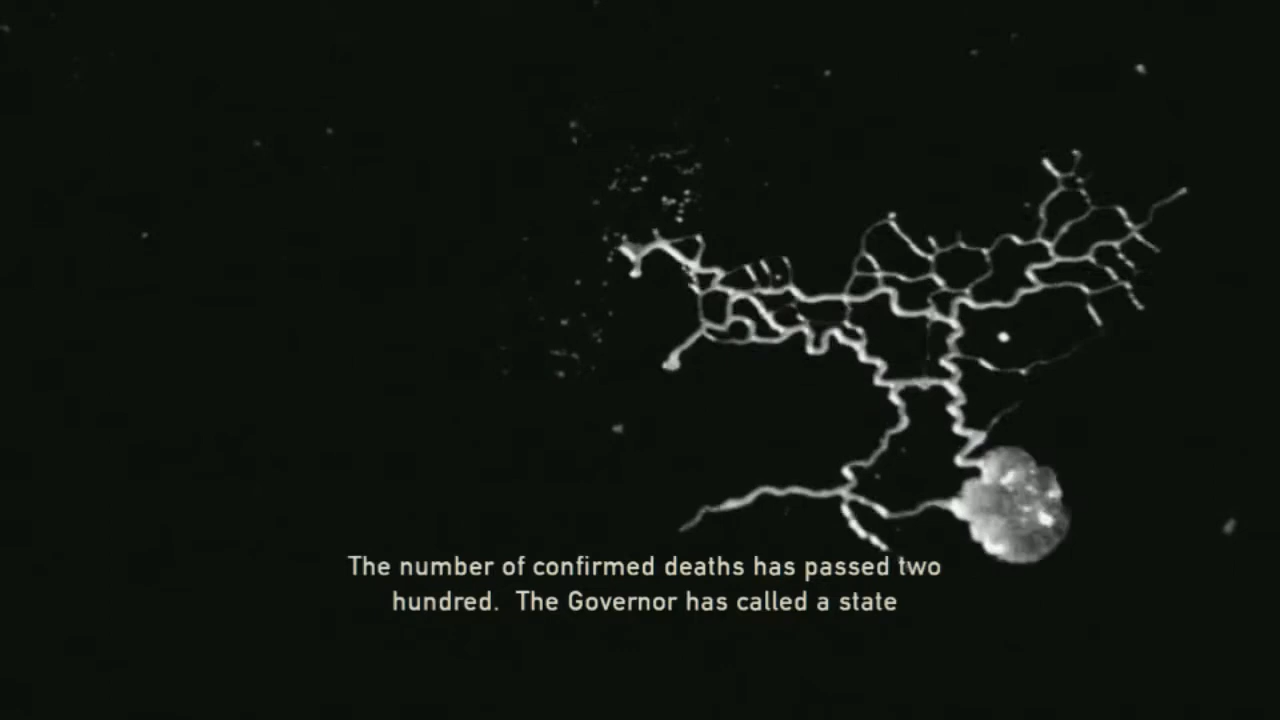 The number of confirmed deaths has passed two
hundred.  The Governor has called a state